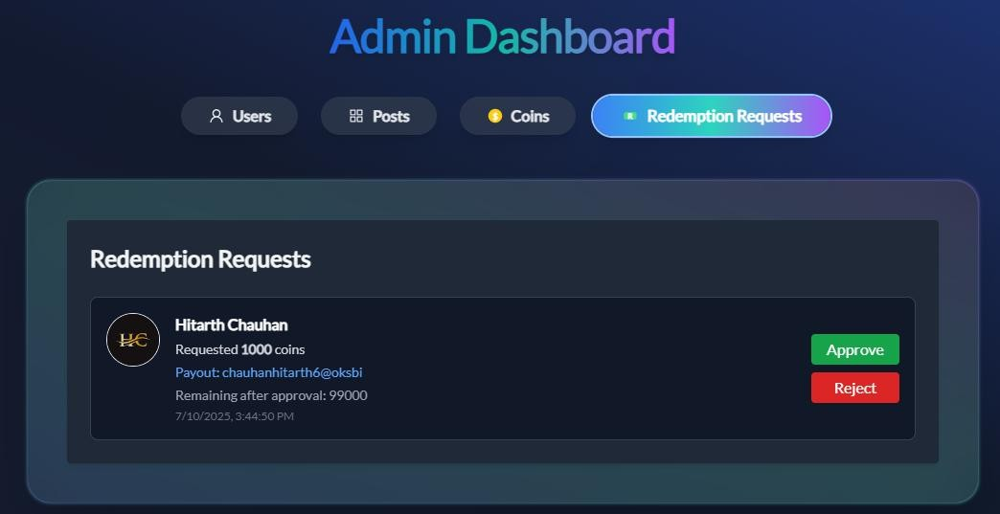 Admin Dashboard
Users Posts Coins Redemption Requests
Redemption Requests
HC
Hitarth Chauhan
Requested 1000 coins
Payout: chauhanhitarth6@oksbi
Remaining after approval: 99000
7/10/2025, 3:44:50 PM
Approve
Reject